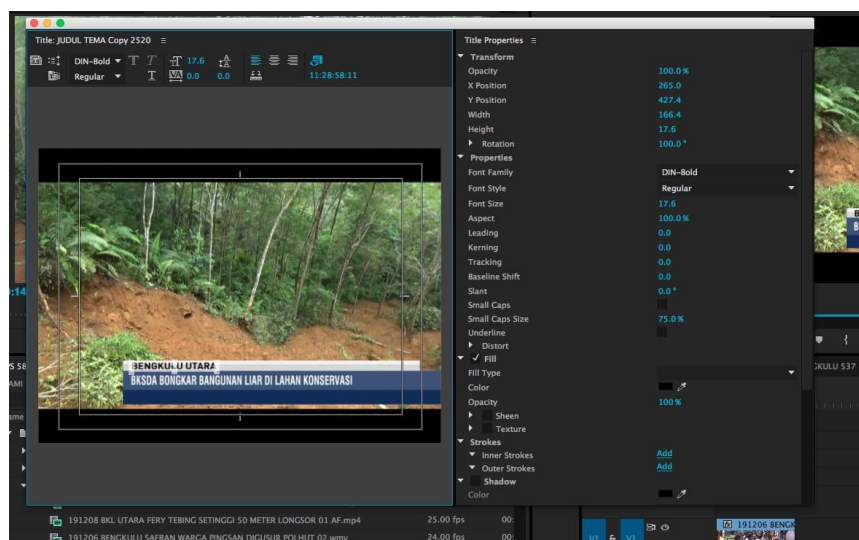 Title: JUDUL TEMA Copy 2520
DIN-Bold
17.6
Regular
0.0
0.0
11:28:58:11
BENGKULU UTARA
BKSDA BONGKAR BANGUNAN LIAR DI LAHAN KONSERVASI
Title Properties
Transform
Opacity 100.0 %
X Position 265.0
Y Position 427.4
Width 166.4
Height 17.6
Rotation 100.0 °
Properties
Font Family DIN-Bold
Font Style Regular
Font Size 17.6
Aspect 100.0 %
Leading 0.0
Kerning 0.0
Tracking 0.0
Baseline Shift 0.0
Slant 0.0 °
Small Caps
Small Caps Size 75.0 %
Underline
Distort
Fill
Fill Type
Color
Opacity 100 %
Sheen
Texture
Strokes
Inner Strokes Add
Outer Strokes Add
Shadow
Color
191208 BKL UTARA FERY TEBING SETINGGI 50 METER LONGSOR 01 AF.mp4 25.00 fps 00:
191206 BENGKULU SAFRAN WARGA PINGSAN DIGUSUR POLHUT 02.wmv 24.00 fps 00:
V1 V1
191206 BENGK